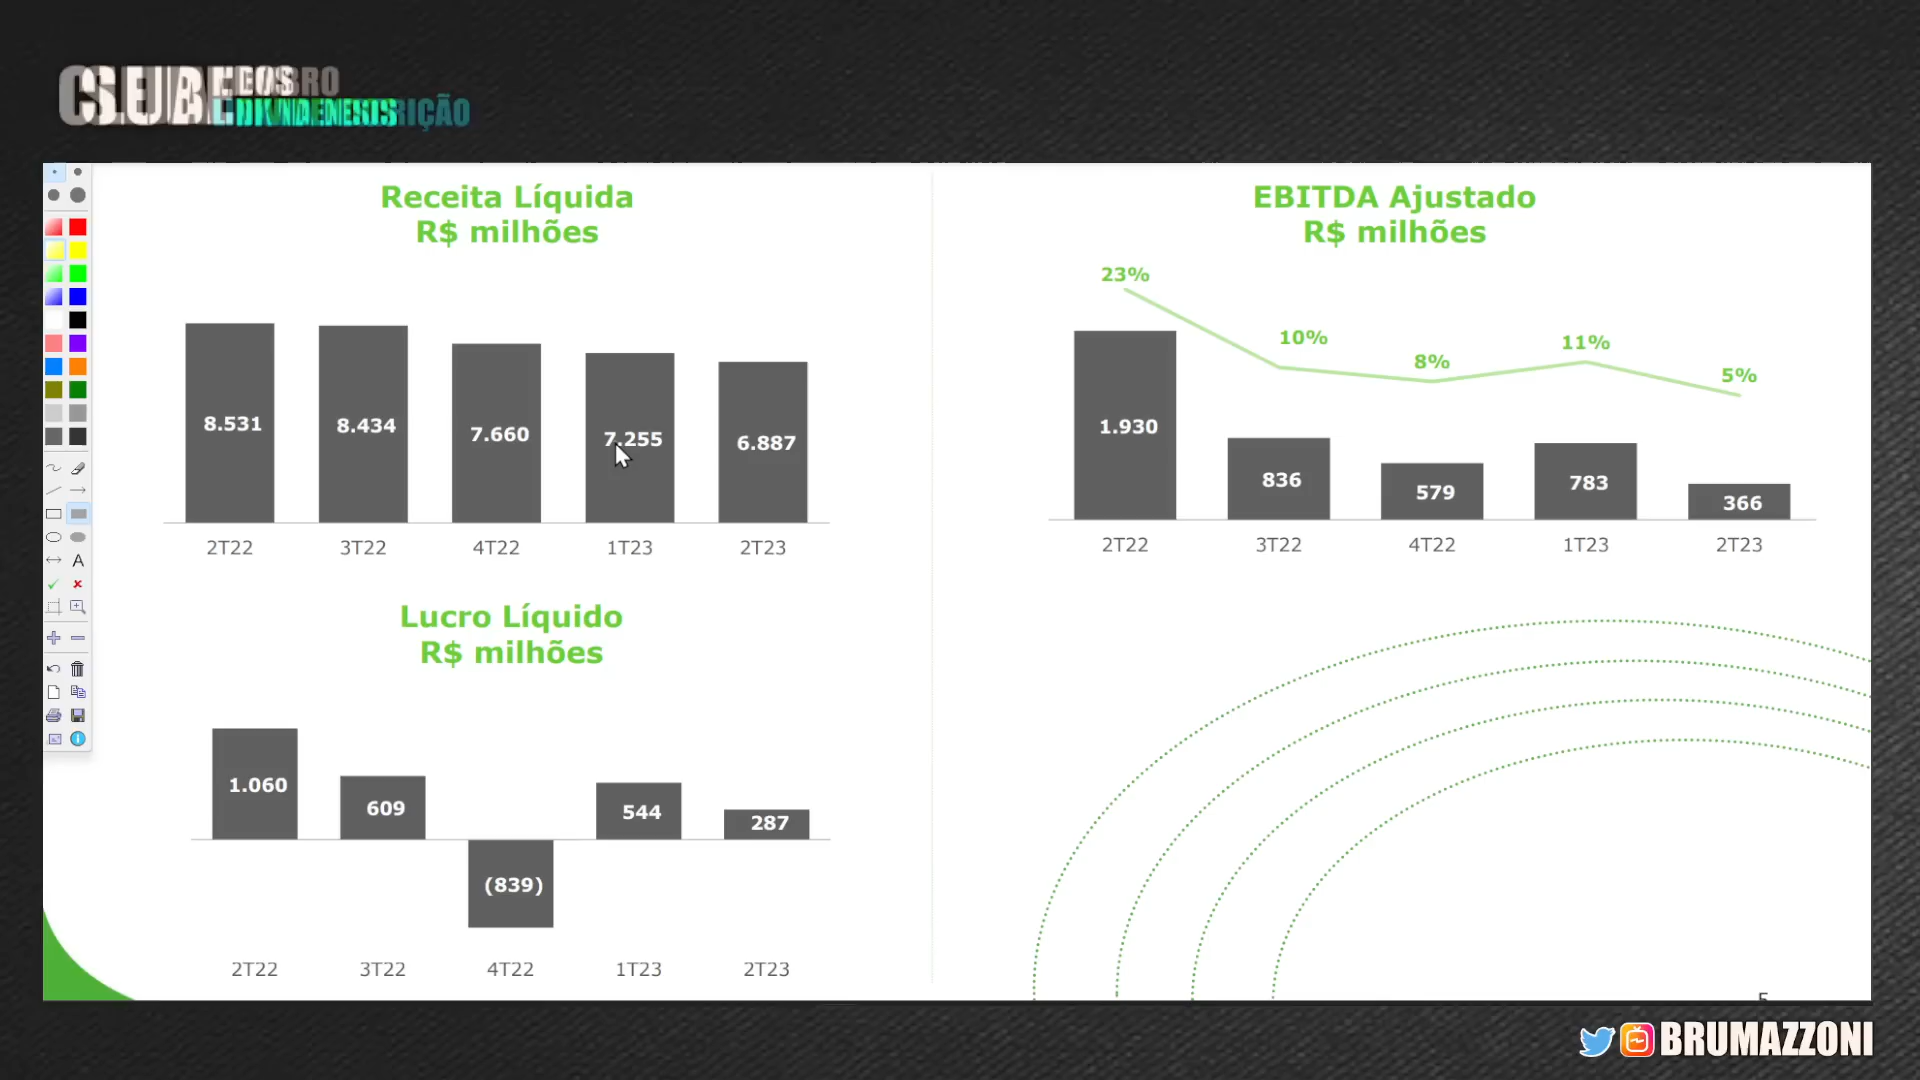 Receita Líquida
R$ milhões
8.531
8.434
7.660
7.255
6.887
2T22
3T22
4T22
1T23
2T23
EBITDA Ajustado
R$ milhões
23%
10%
8%
11%
5%
1.930
836
579
783
366
2T22
3T22
4T22
1T23
2T23
Lucro Líquido
R$ milhões
1.060
609
(839)
544
287
2T22
3T22
4T22
1T23
2T23
A
BRUMAZZONI